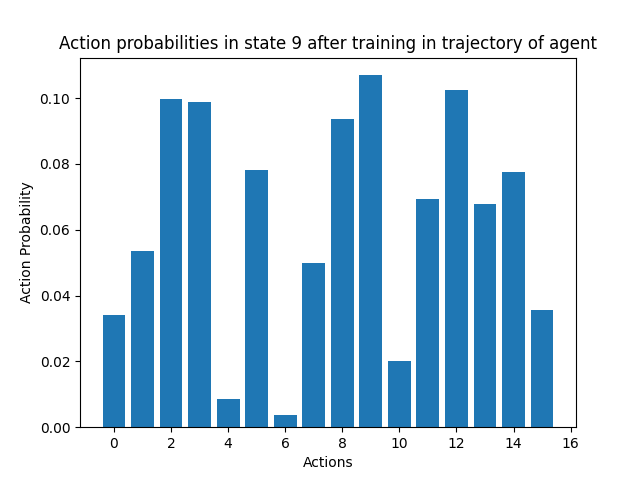 Action probabilities in state 9 after training in trajectory of agent
0.10
0.08
0.06
0.04
0.02
0.00
Action Probability
0 2 4 6 8 10 12 14 16
Actions